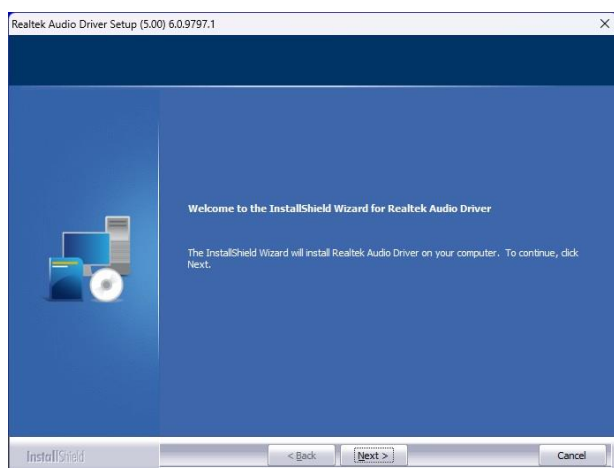 Realtek Audio Driver Setup (5.00) 6.0.9797.1
Welcome to the InstallShield Wizard for Realtek Audio Driver
The InstallShield Wizard will install Realtek Audio Driver on your computer. To continue, click
Next.
InstallShield
< Back
Next >
Cancel